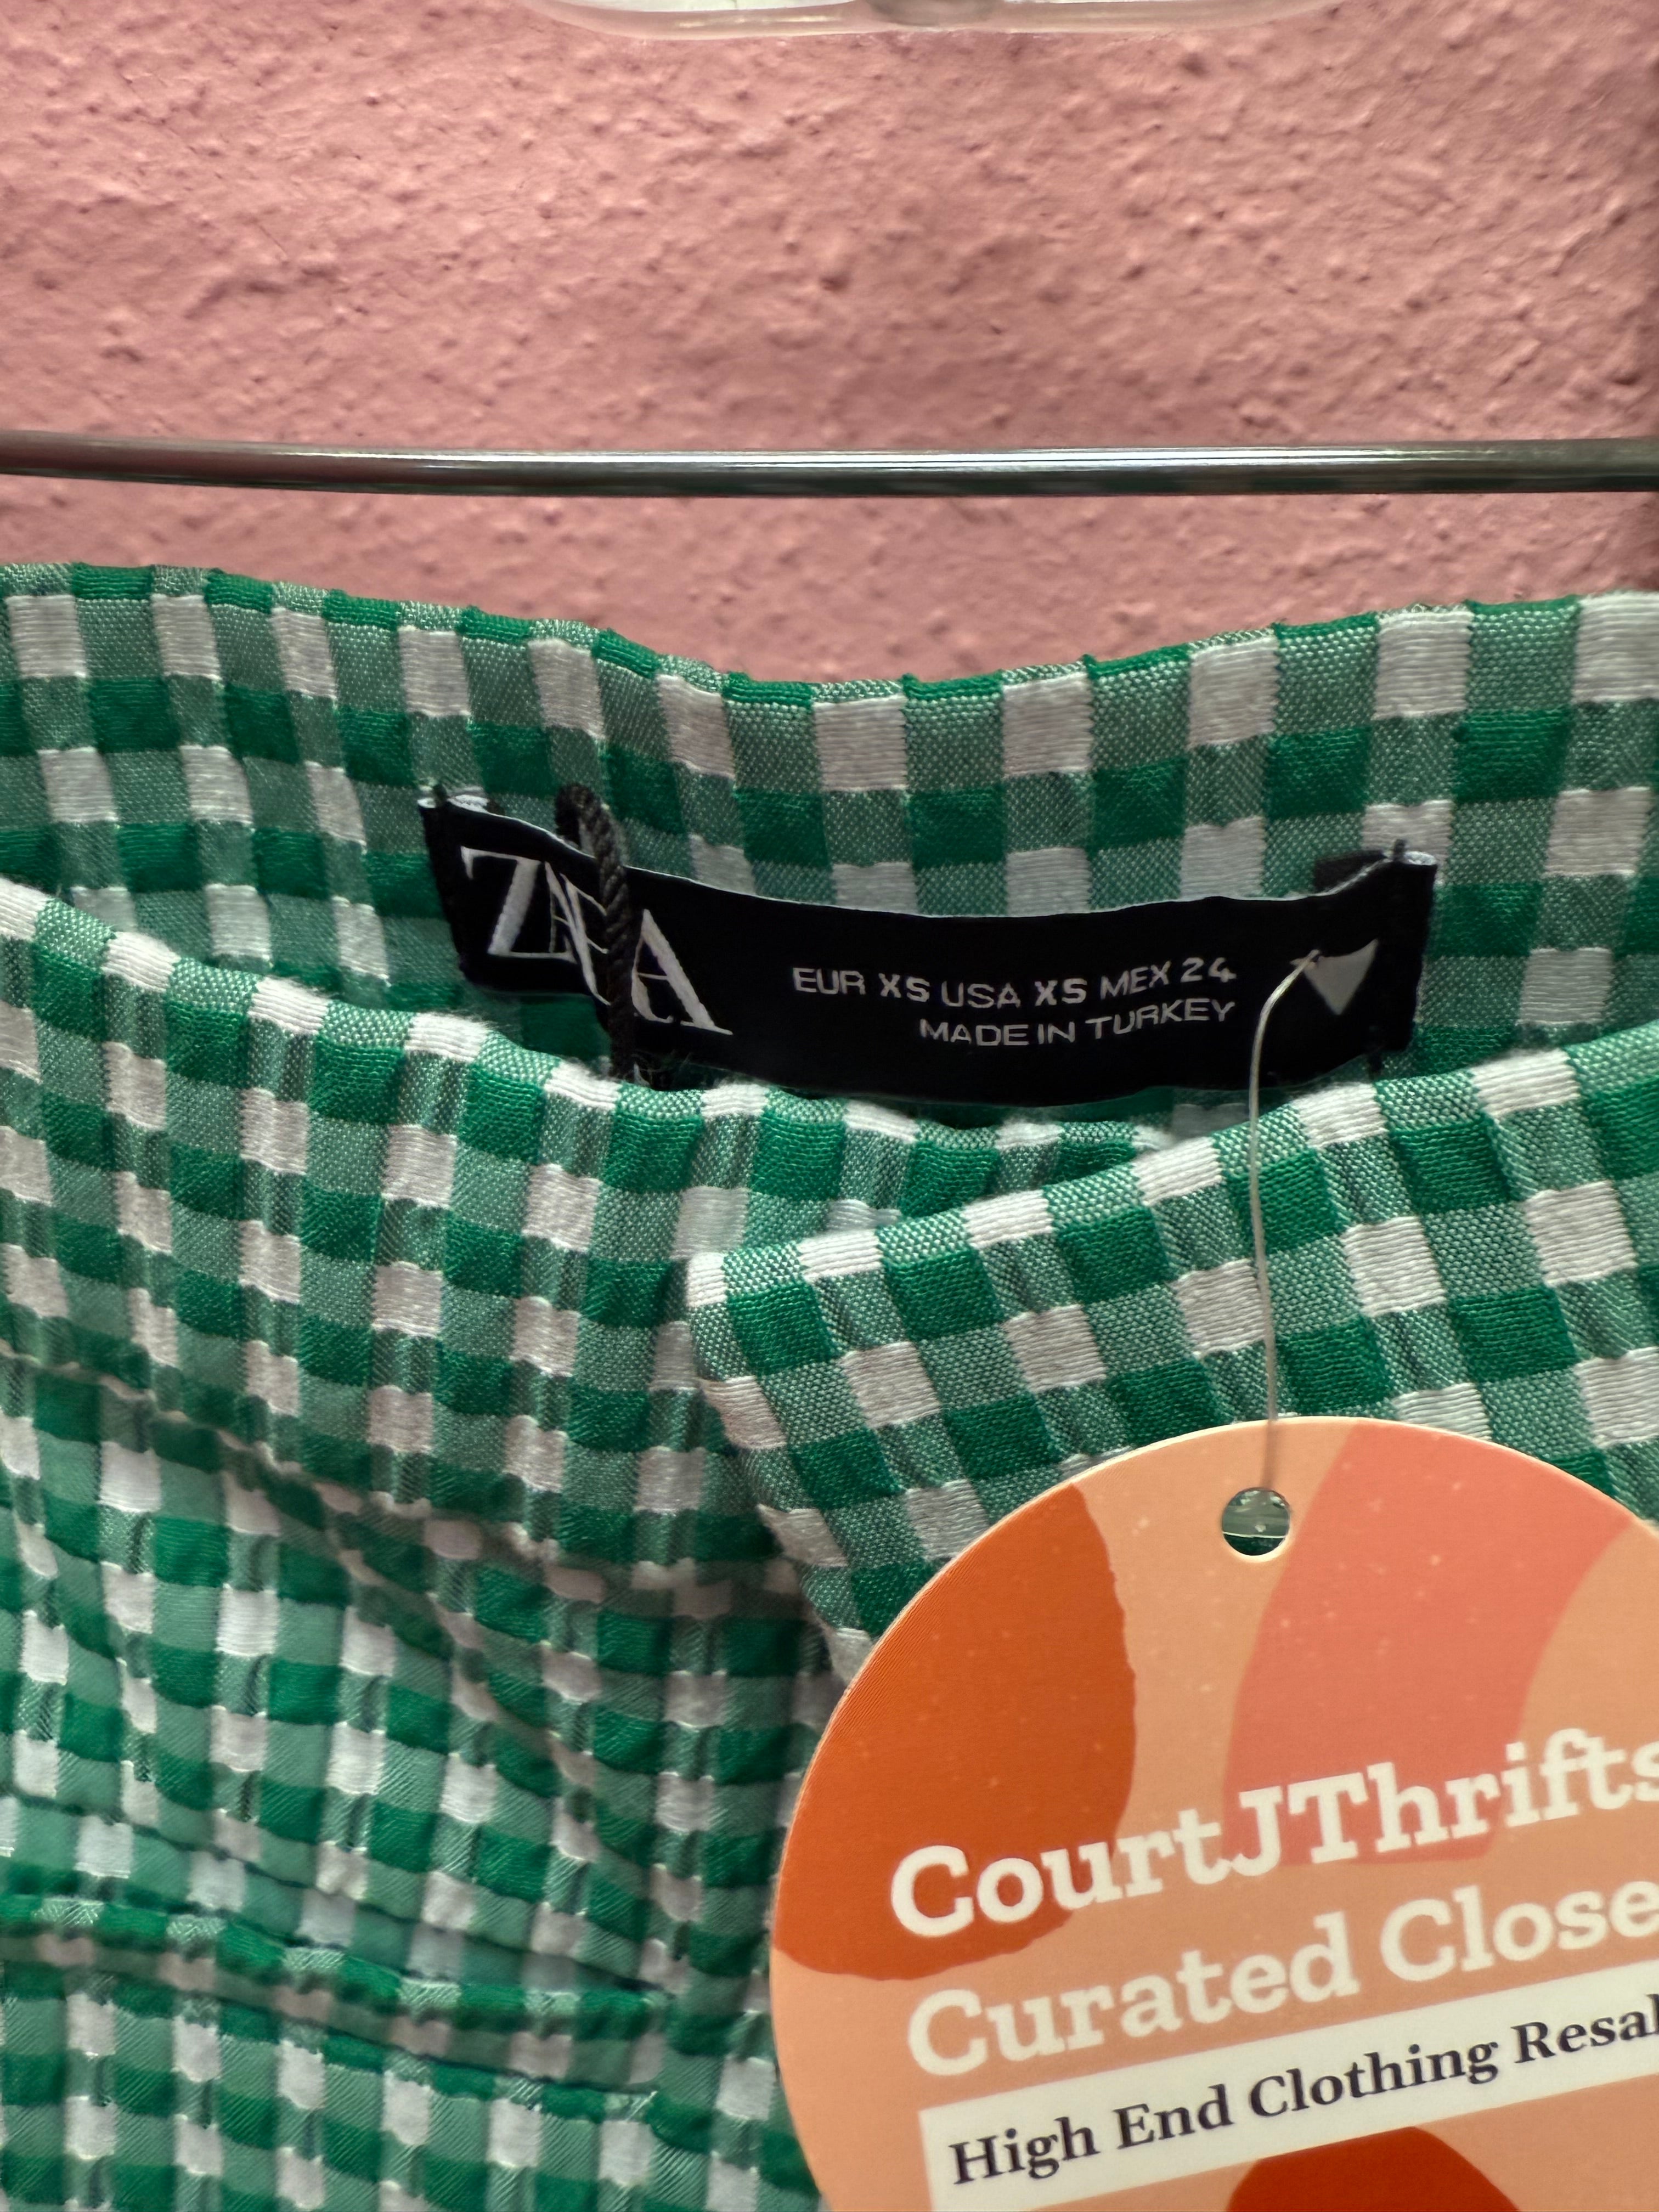 ZARA
EUR XS USA XS MEX 24
MADE IN TURKEY
CourtJThrifts
Curated Close
High End Clothing Resal